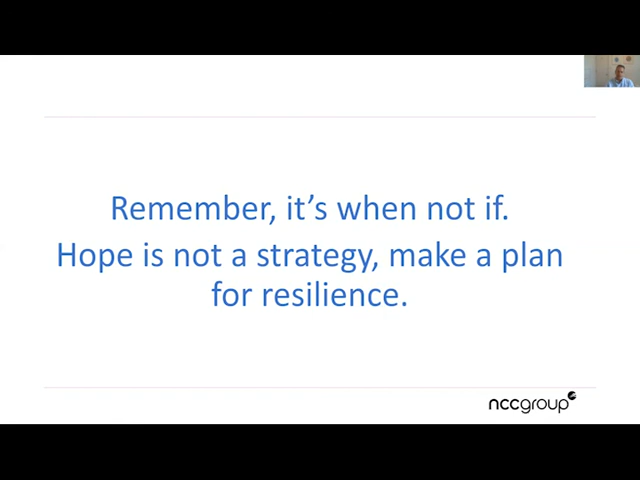 Remember, it's when not if.
Hope is not a strategy, make a plan
for resilience.
nccgroup